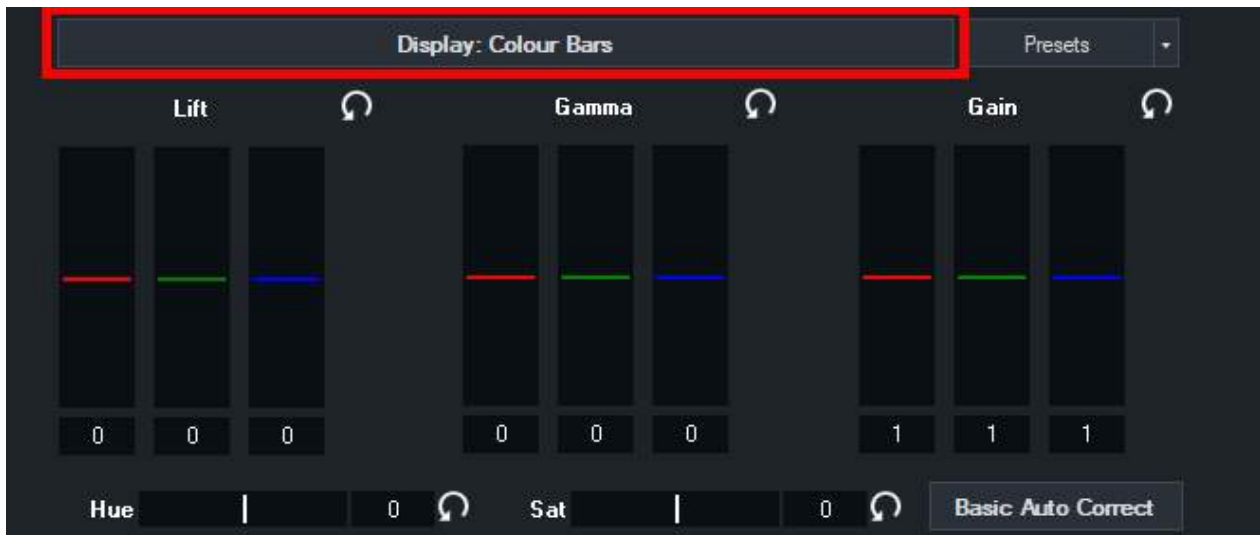 Display: Colour Bars Presets
Lift Gamma Gain
0 0 0 0 0 0 1 1 1
Hue 0 Sat 0 Basic Auto Correct